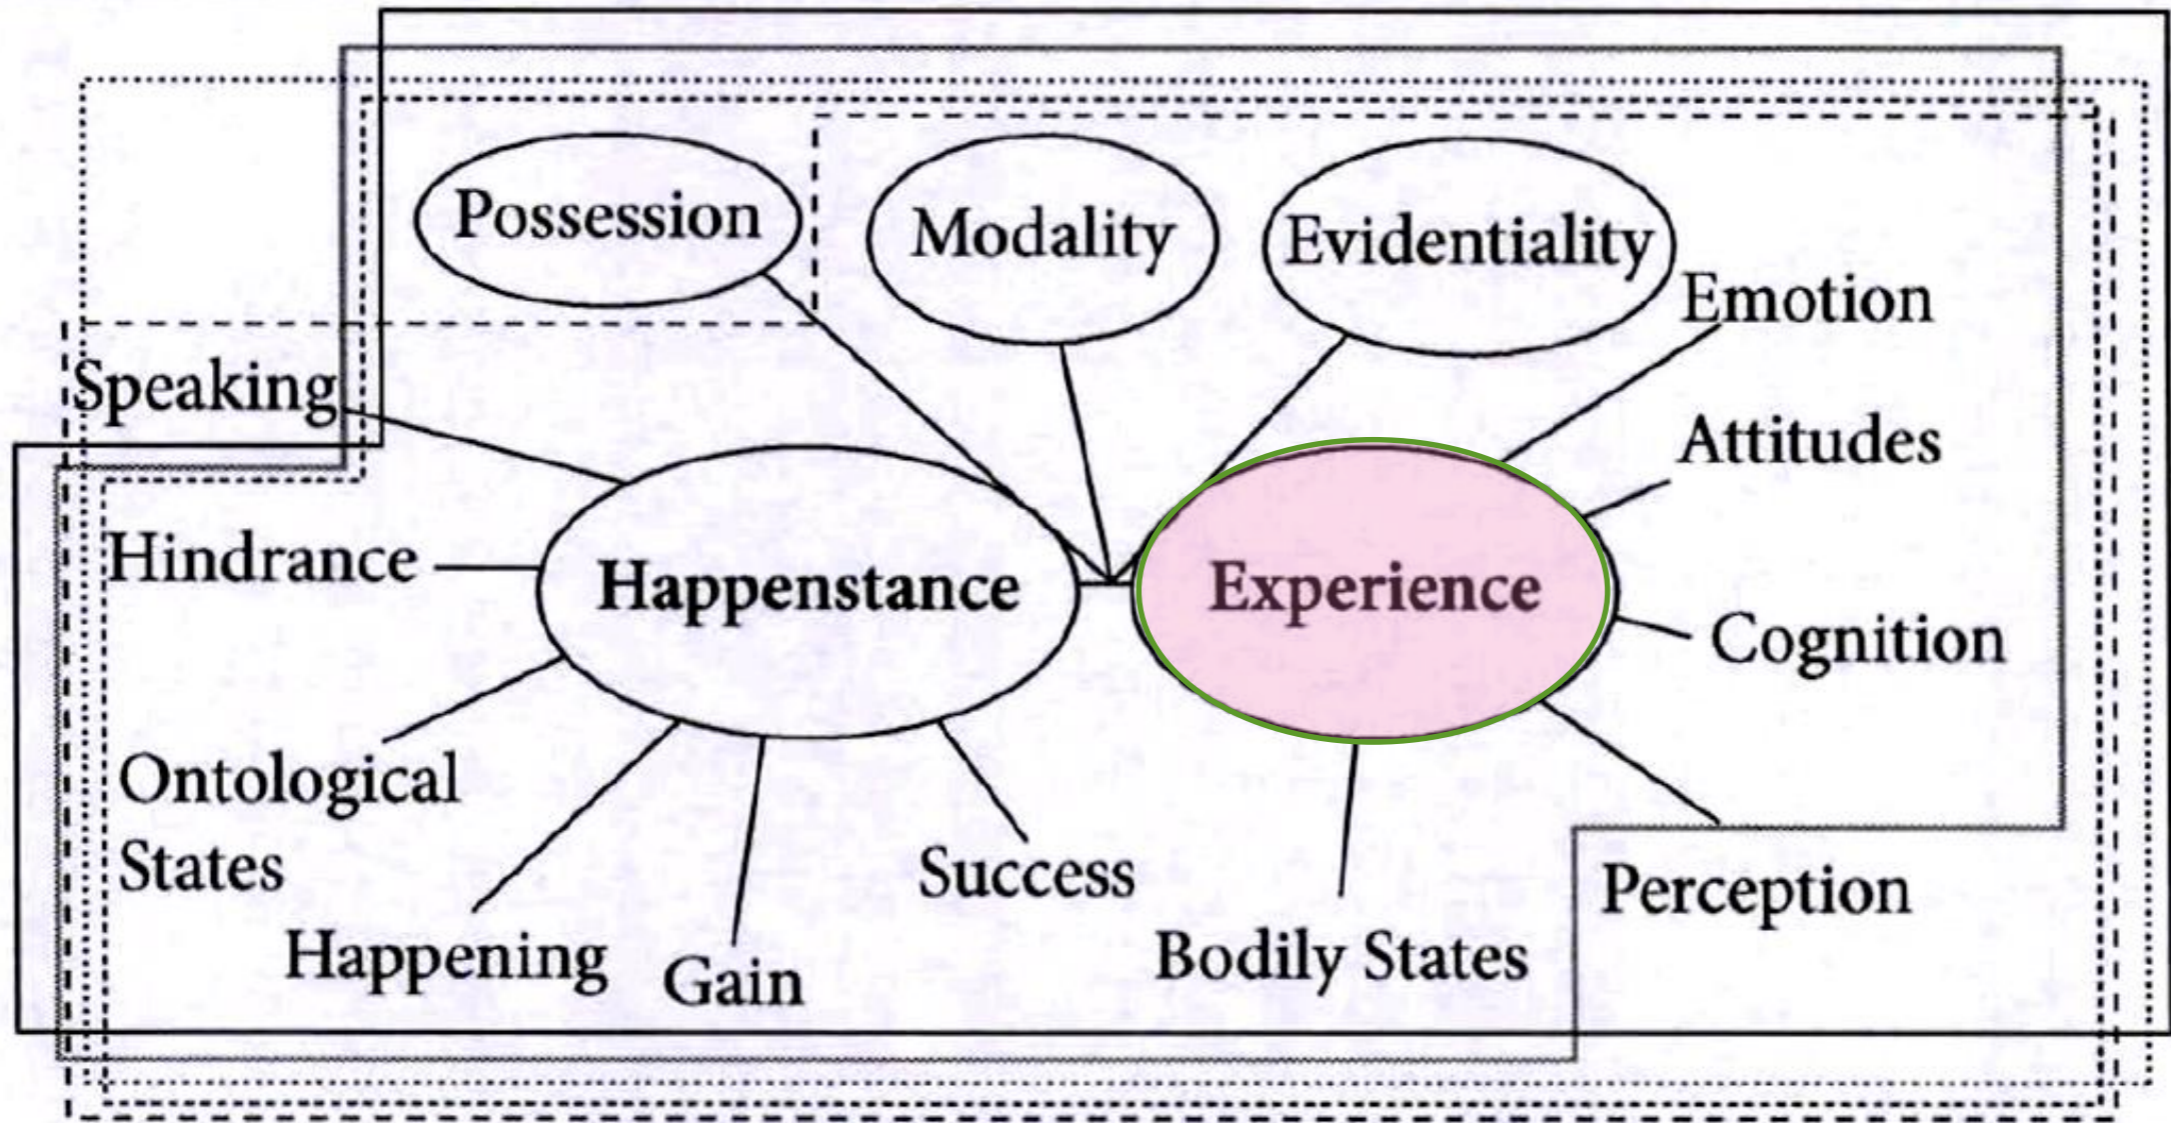 Possession
Modality
Evidentiality
Emotion
Speaking
Attitudes
Hindrance
Happenstance
Experience
Cognition
Ontological
States
Success
Perception
Happening
Gain
Bodily States